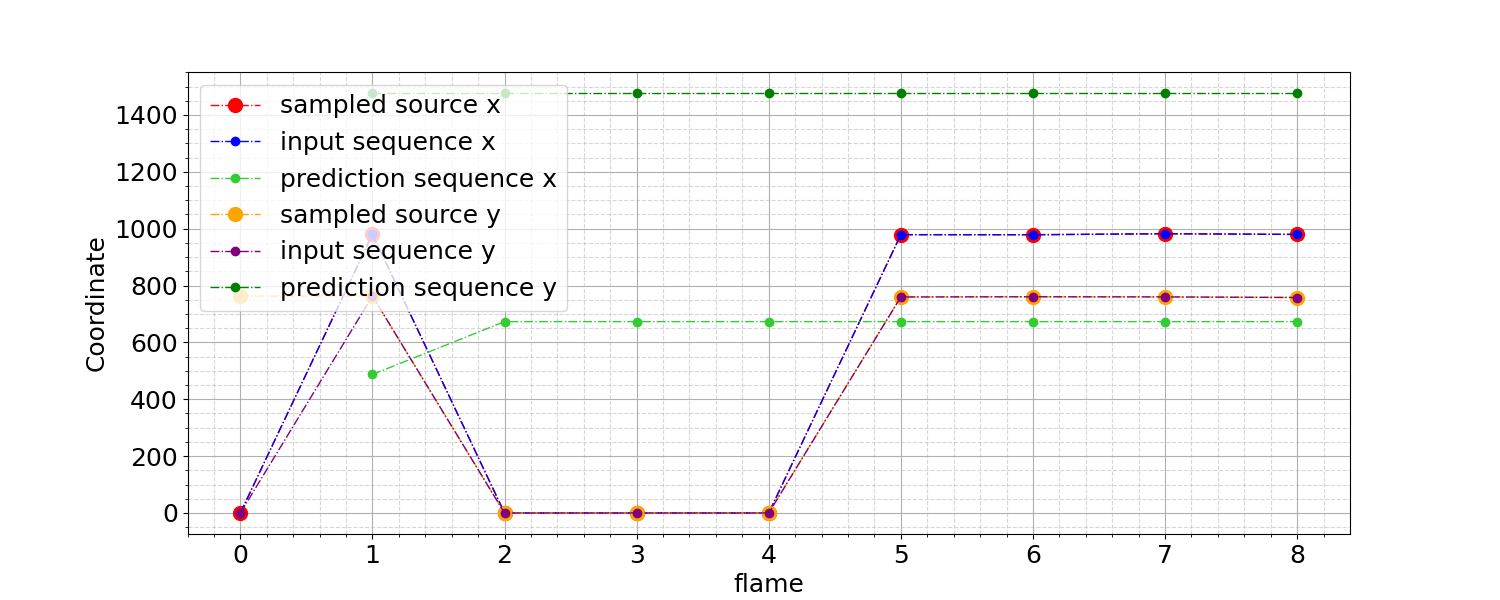 1400
1200
1000
800
600
400
200
0
Coordinate
sampled source x
input sequence x
prediction sequence x
sampled source y
input sequence y
prediction sequence y
0 1 2 3 4 5 6 7 8
flame